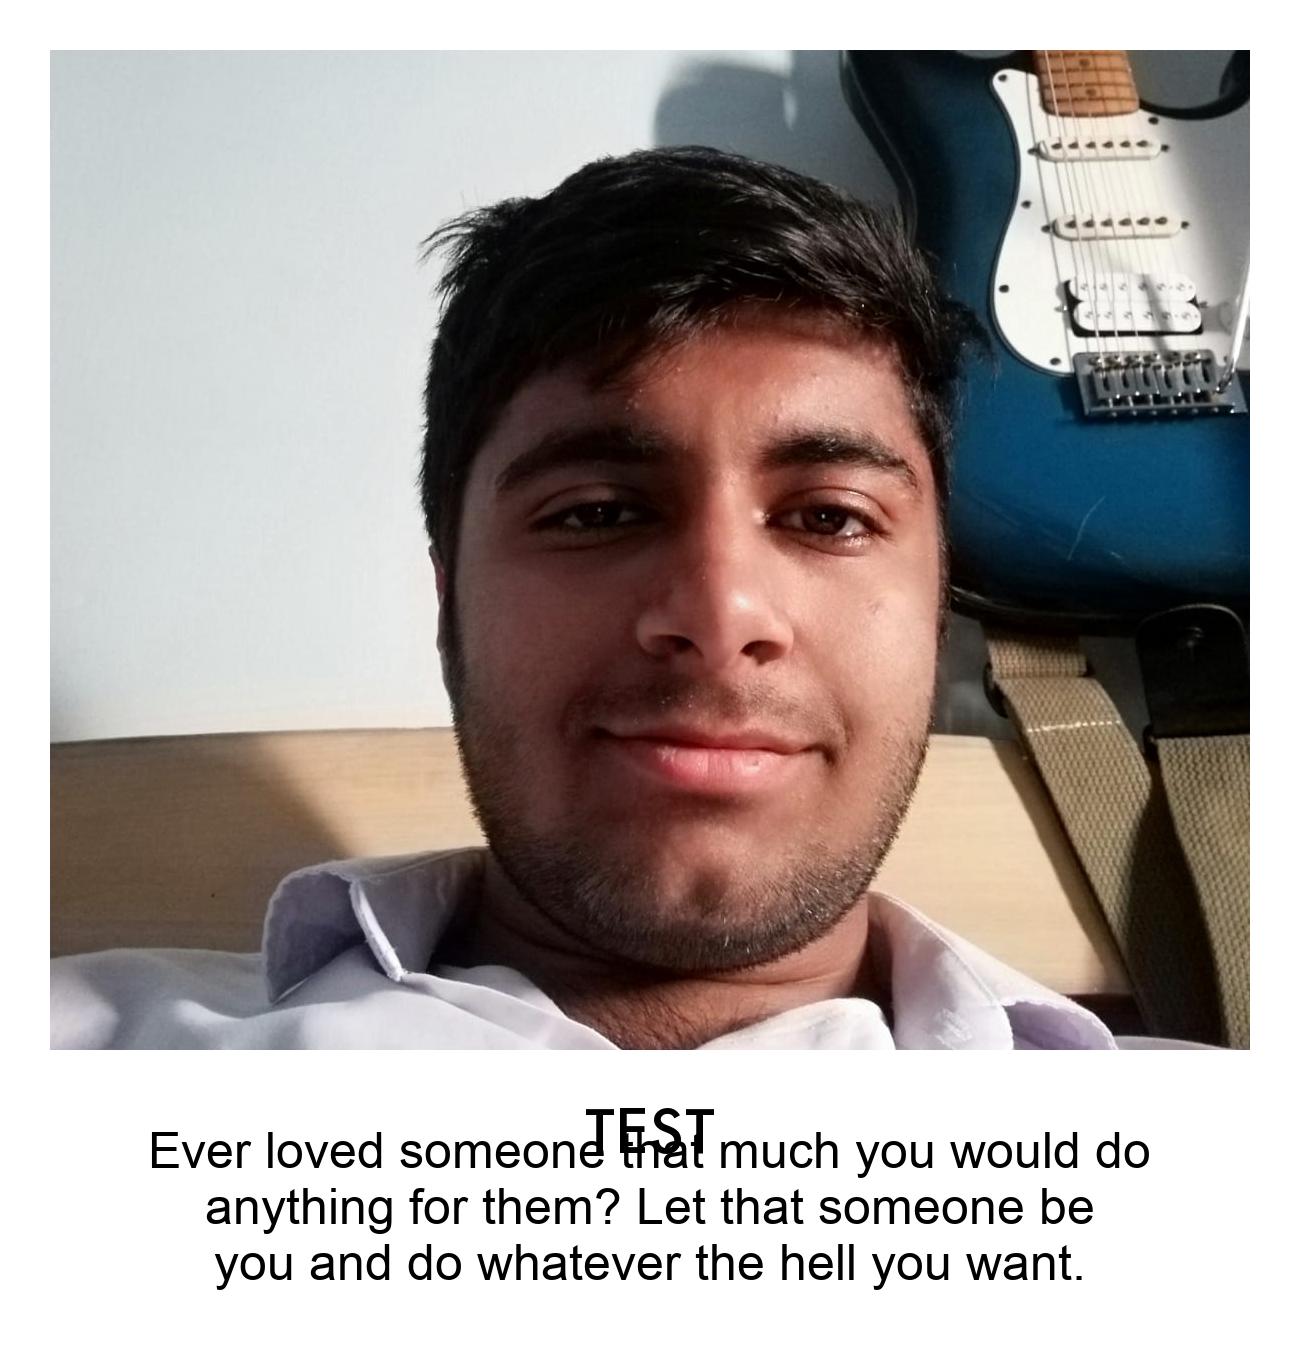 TEST
Ever loved someone that much you would do
anything for them? Let that someone be
you and do whatever the hell you want.